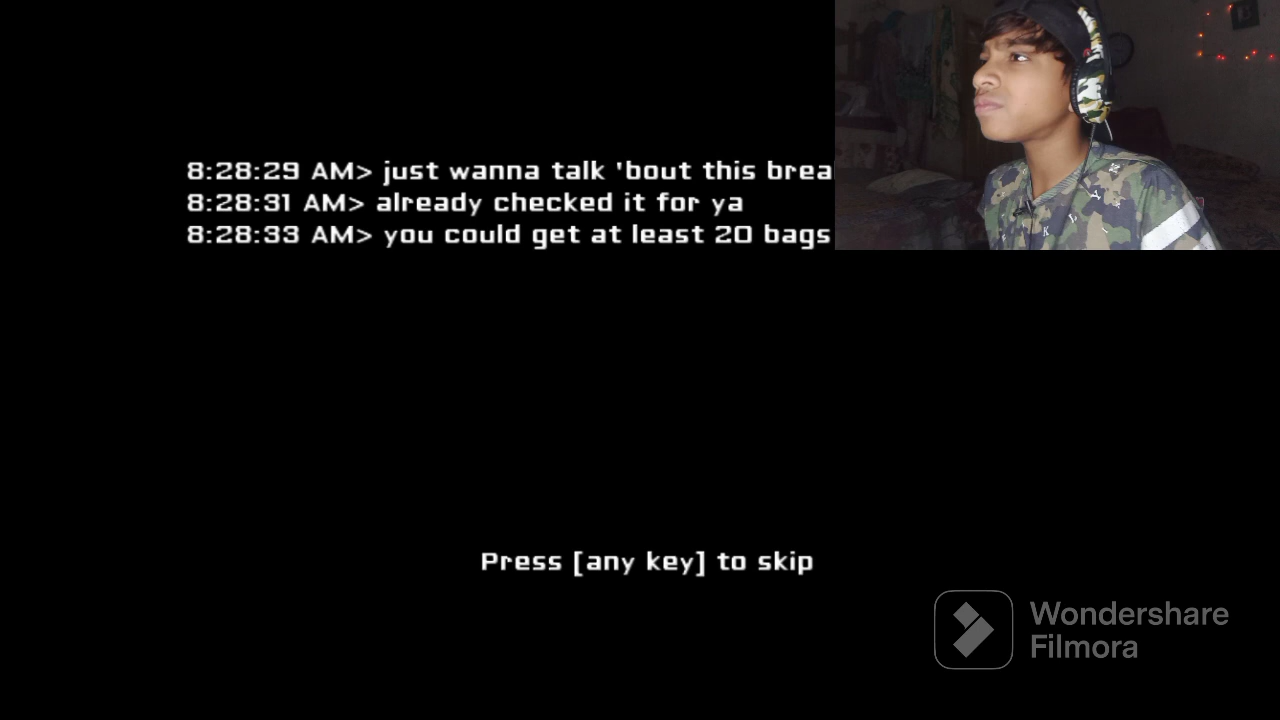 8:28:29 AM> just wanna talk 'bout this brea
8:28:31 AM> already checked it for ya
8:28:33 AM> you could get at least 20 bags
Press [any key] to skip
Wondershare
Filmora